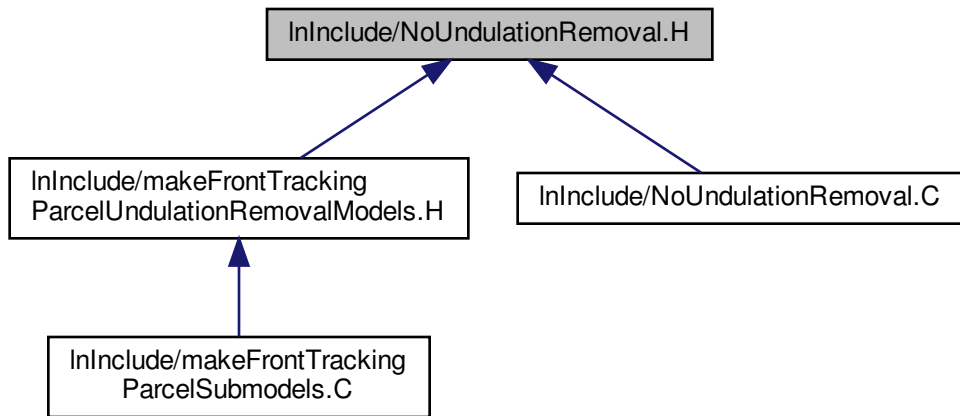 lnInclude/NoUndulationRemoval.H
lnInclude/makeFrontTracking
ParcelUndulationRemovalModels.H
lnInclude/NoUndulationRemoval.C
lnInclude/makeFrontTracking
ParcelSubmodels.C